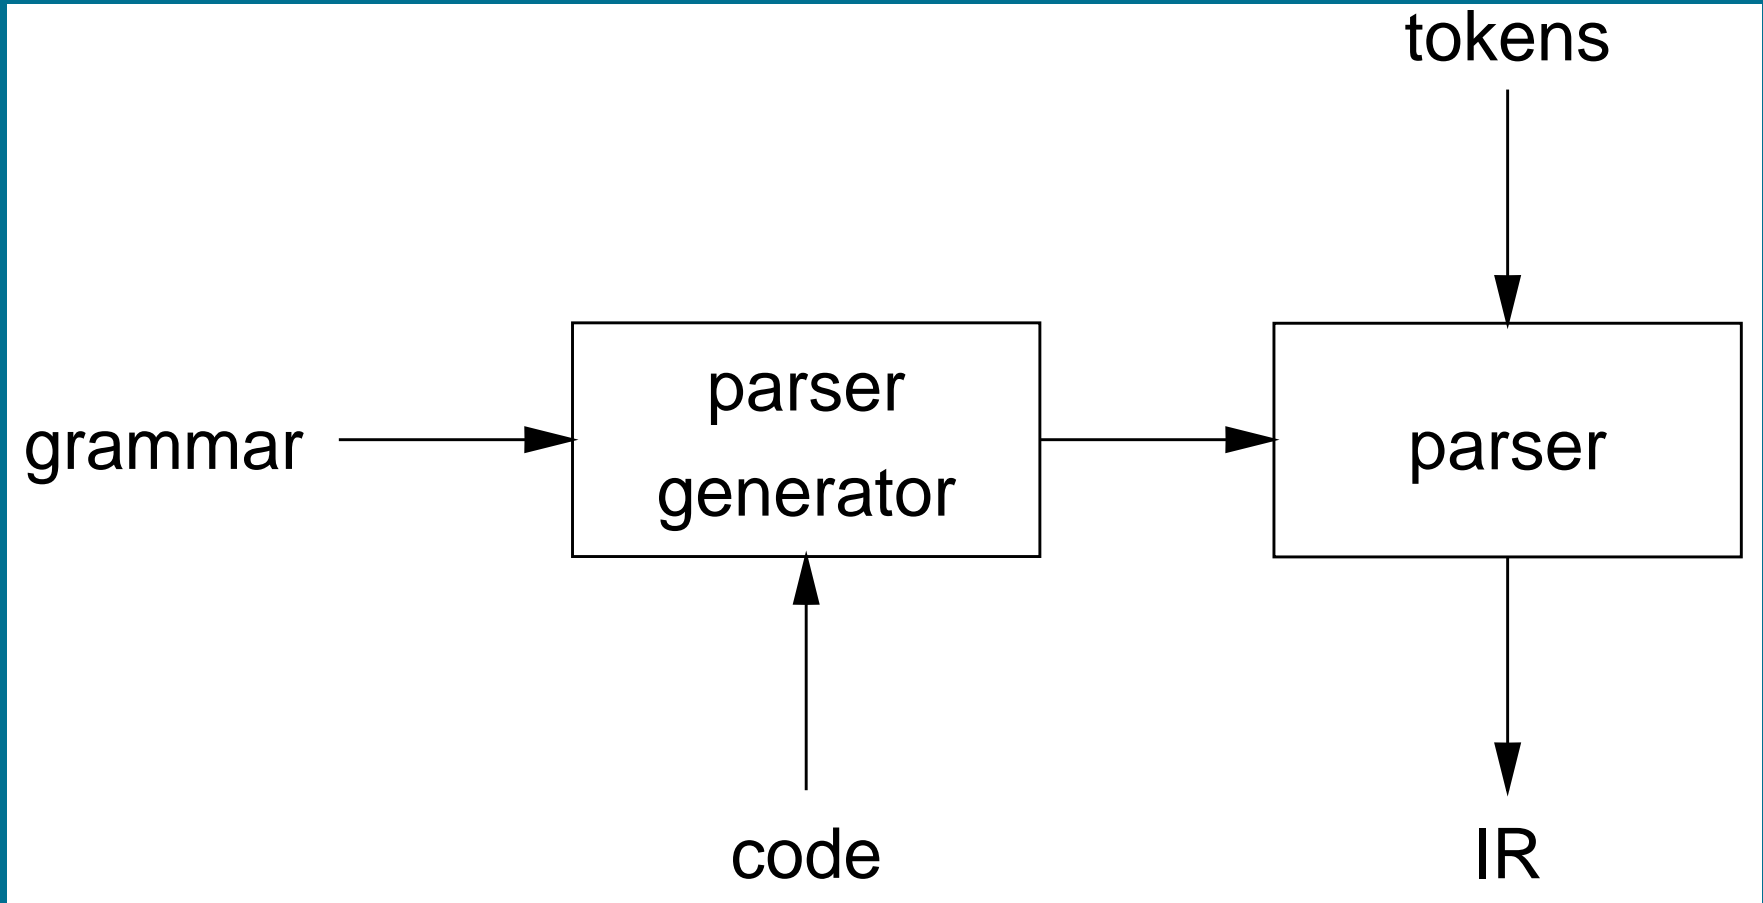 tokens
parser
generator
grammar
parser
code
IR